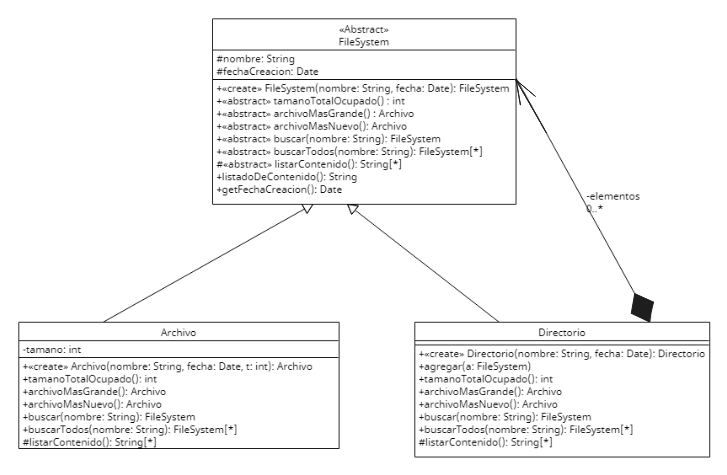 «Abstract»
FileSystem
#nombre: String
#fechaCreacion: Date
+«create» FileSystem(nombre: String, fecha: Date): FileSystem
+«abstract» tamanoTotalOcupado() : int
+«abstract» archivoMasGrande() : Archivo
+«abstract» archivoMasNuevo(): Archivo
+«abstract» buscar(nombre: String): FileSystem
+«abstract» buscarTodos(nombre: String): FileSystem[*]
#«abstract» listarContenido(): String[*]
+listadoDeContenido(): String
+getFechaCreacion(): Date
-elementos
0..*
Archivo
-tamano: int
+«create» Archivo(nombre: String, fecha: Date, t: int): Archivo
+tamanoTotalOcupado(): int
+archivoMasGrande(): Archivo
+archivoMasNuevo(): Archivo
+buscar(nombre: String): FileSystem
+buscarTodos(nombre: String): FileSystem[*]
#listarContenido(): String[*]
Directorio
+«create» Directorio(nombre: String, fecha: Date): Directorio
+agregar(a: FileSystem)
+tamanoTotalOcupado(): int
+archivoMasGrande(): Archivo
+archivoMasNuevo(): Archivo
+buscar(nombre: String): FileSystem
+buscarTodos(nombre: String): FileSystem[*]
#listarContenido(): String[*]